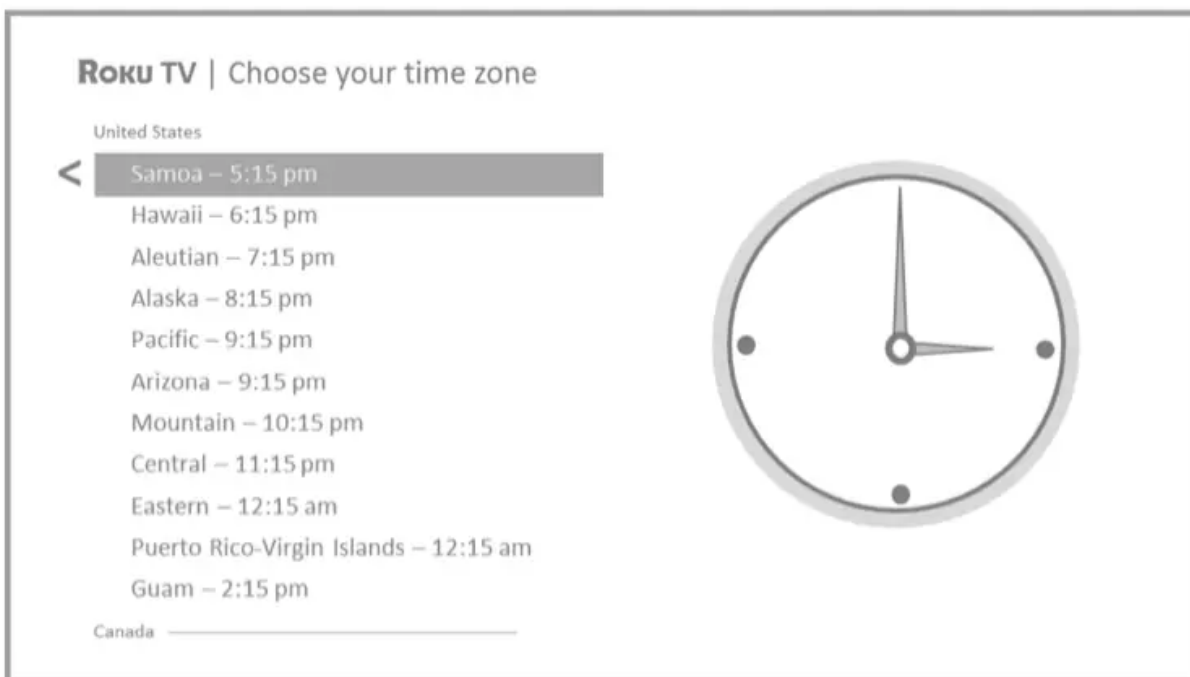 ROKU TV | Choose your time zone
United States
<
Samoa – 5:15 pm
Hawaii – 6:15 pm
Aleutian – 7:15 pm
Alaska – 8:15 pm
Pacific – 9:15 pm
Arizona – 9:15 pm
Mountain – 10:15 pm
Central – 11:15 pm
Eastern – 12:15 am
Puerto Rico-Virgin Islands – 12:15 am
Guam – 2:15 pm
Canada